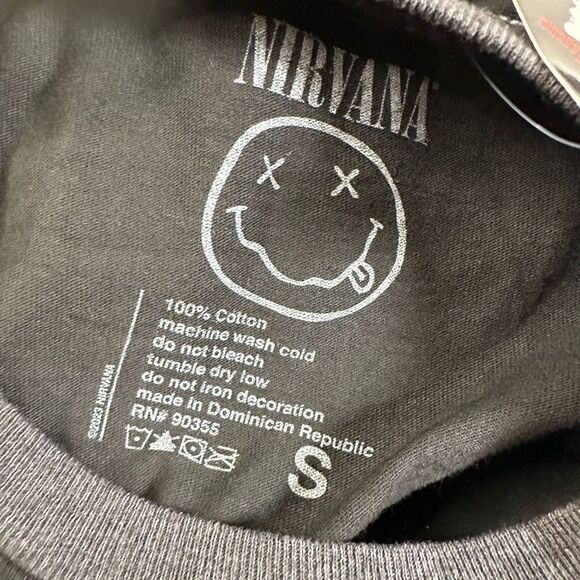 NIRVANA
100% Cotton
machine wash cold
do not bleach
tumble dry low
do not iron decoration
made in Dominican Republic
RN# 90355
S
©2023 NIRVANA